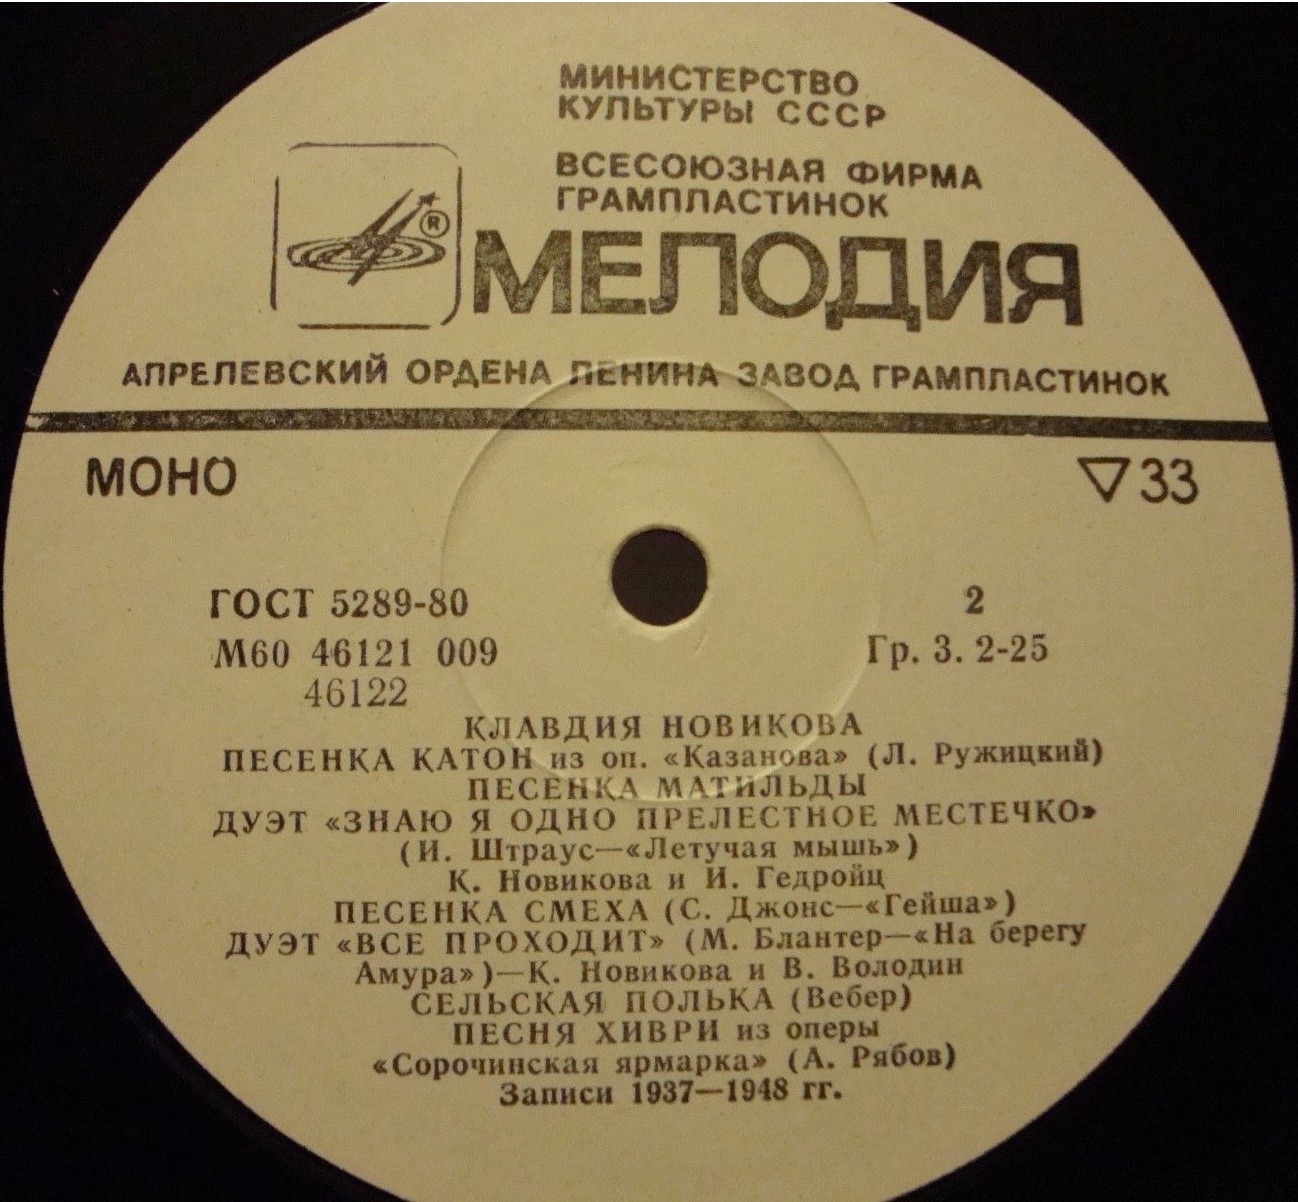 МИНИСТЕРСТВО
КУЛЬТУРЫ СССР
ВСЕСОЮЗНАЯ ФИРМА
ГРАМПЛАСТИНОК
®
МЕЛОДИЯ
АПРЕЛЕВСКИЙ ОРДЕНА ЛЕНИНА ЗАВОД ГРАМПЛАСТИНОК
МОНО
▽33
ГОСТ 5289-80
2
М60 46121 009
Гр. 3. 2-25
46122
КЛАВДИЯ НОВИКОВА
ПЕСЕНКА КАТОН из оп. «Казанова» (Л. Ружицкий)
ПЕСЕНКА МАТИЛЬДЫ
ДУЭТ «ЗНАЮ Я ОДНО ПРЕЛЕСТНОЕ МЕСТЕЧКО»
(И. Штраус—«Летучая мышь»)
К. Новикова и И. Гедройц
ПЕСЕНКА СМЕХА (С. Джонс—«Гейша»)
ДУЭТ «ВСЕ ПРОХОДИТ» (М. Блантер—«На берегу
Амура»)—К. Новикова и В. Володин
СЕЛЬСКАЯ ПОЛЬКА (Вебер)
ПЕСНЯ ХИВРИ из оперы
«Сорочинская ярмарка» (А. Рябов)
Записи 1937—1948 гг.